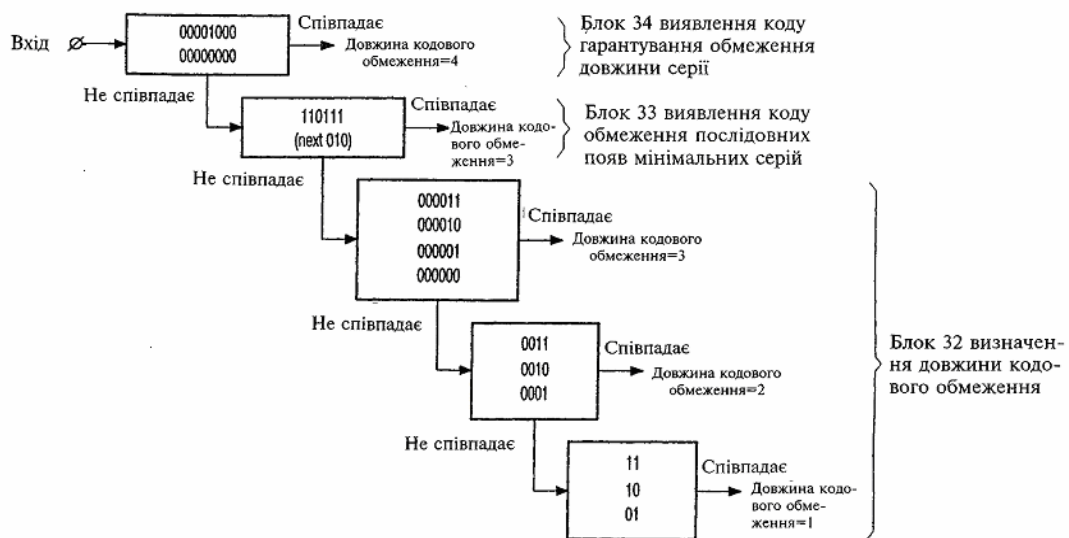 Вхід
00001000
00000000
Співпадає
Довжина кодового
обмеження=4
Блок 34 виявлення коду
гарантування обмеження
довжини серії
Не співпадає
110111
(next 010)
Співпадає
Довжина кодо-
вого обме-
ження=3
Блок 33 виявлення коду
обмеження послідовних
появ мінімальних серій
Не співпадає
000011
000010
000001
000000
Співпадає
Довжина кодового
обмеження=3
Не співпадає
0011
0010
0001
Співпадає
Довжина кодового
обмеження=2
Блок 32 визначен-
ня довжини кодо-
вого обмеження
Не співпадає
11
10
01
Співпадає
Довжина кодо-
вого обме-
ження=1